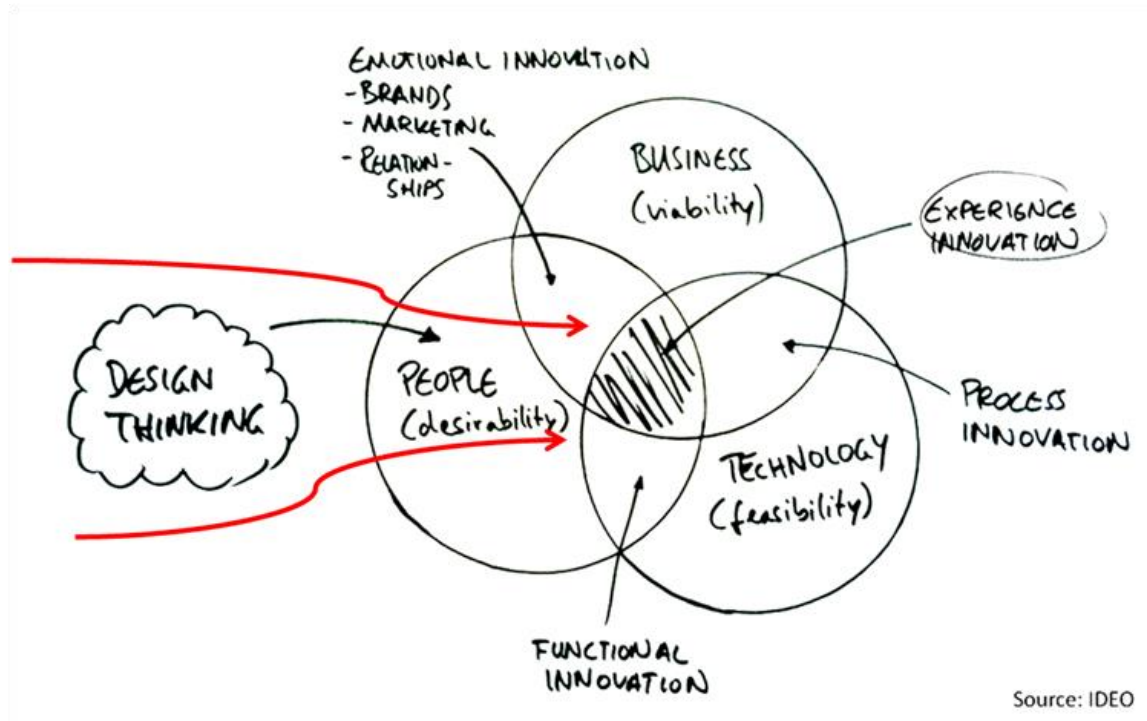 EMOTIONAL INNOVATION
- BRANDS
- MARKETING
- RELATION-
SHIPS
BUSINESS
(viability)
EXPERIENCE
INNOVATION
DESIGN
THINKING
PEOPLE
(desirability)
PROCESS
INNOVATION
TECHNOLOGY
(feasibility)
FUNCTIONAL
INNOVATION
Source: IDEO